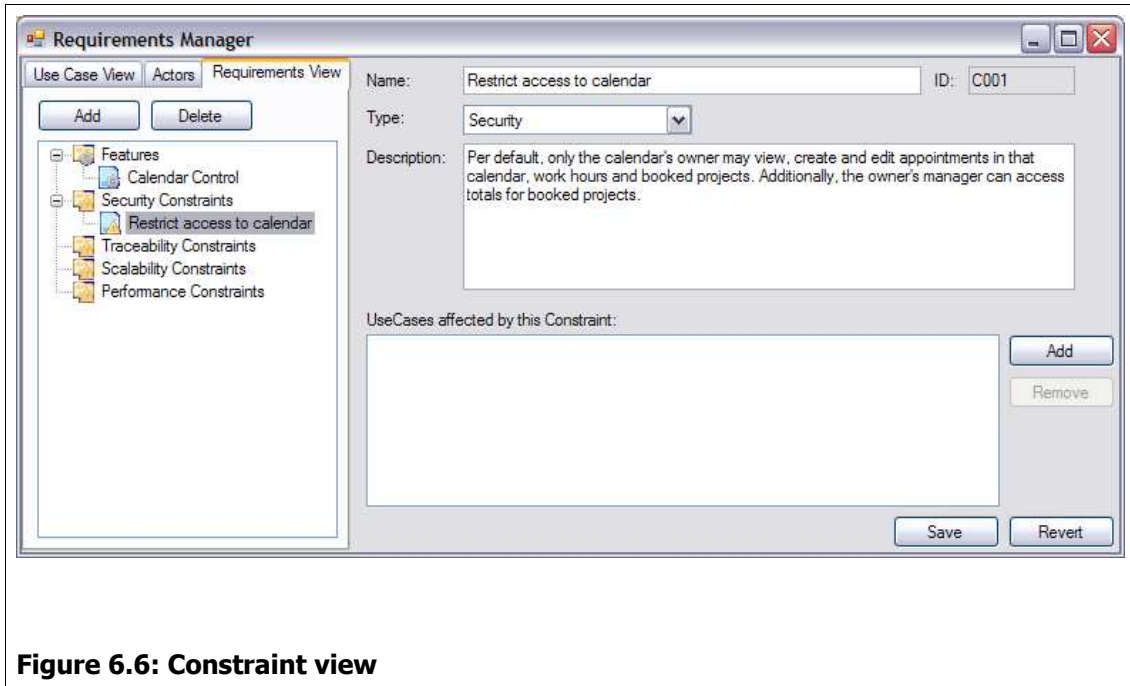 Requirements Manager
Use Case View Actors Requirements View
Add Delete
Features
Calendar Control
Security Constraints
Restrict access to calendar
Traceability Constraints
Scalability Constraints
Performance Constraints
Name: Restrict access to calendar ID: C001
Type: Security
Description: Per default, only the calendar's owner may view, create and edit appointments in that
calendar, work hours and booked projects. Additionally, the owner's manager can access
totals for booked projects.
UseCases affected by this Constraint:
Add
Remove
Save Revert
Figure 6.6: Constraint view